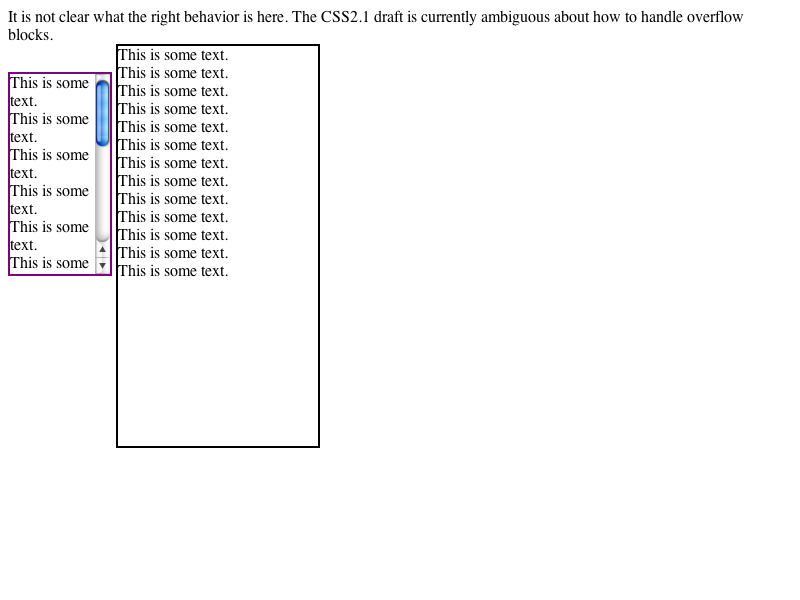 It is not clear what the right behavior is here. The CSS2.1 draft is currently ambiguous about how to handle overflow
blocks.
This is some
text.
This is some
text.
This is some
text.
This is some
text.
This is some
text.
This is some
This is some text.
This is some text.
This is some text.
This is some text.
This is some text.
This is some text.
This is some text.
This is some text.
This is some text.
This is some text.
This is some text.
This is some text.
This is some text.